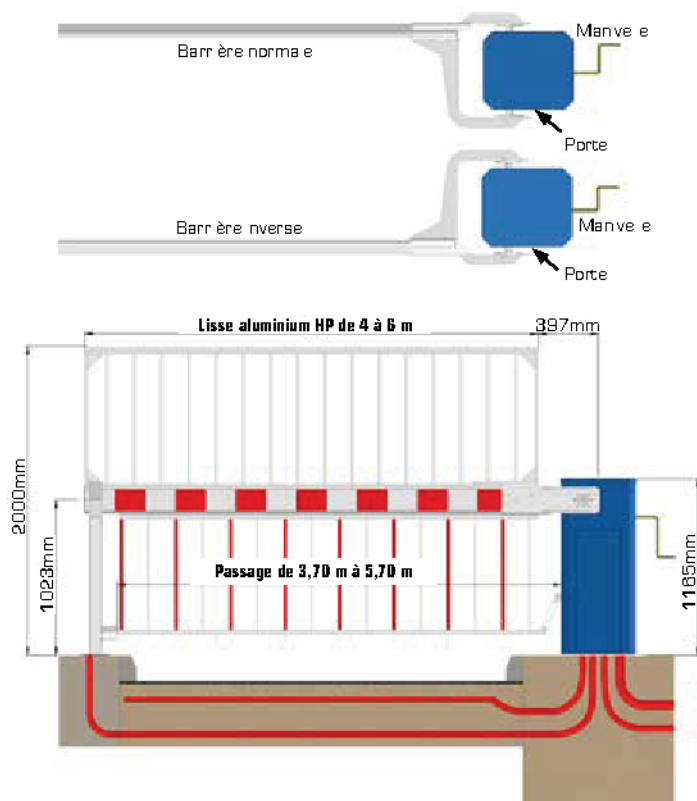 Manve e
Barr ère norma e
Porte
Barr ère nverse
Manve e
Porte
Lisse aluminium HP de 4 à 6 m
397mm
2000mm
1023mm
Passage de 3,70 m à 5,70 m
1165mm